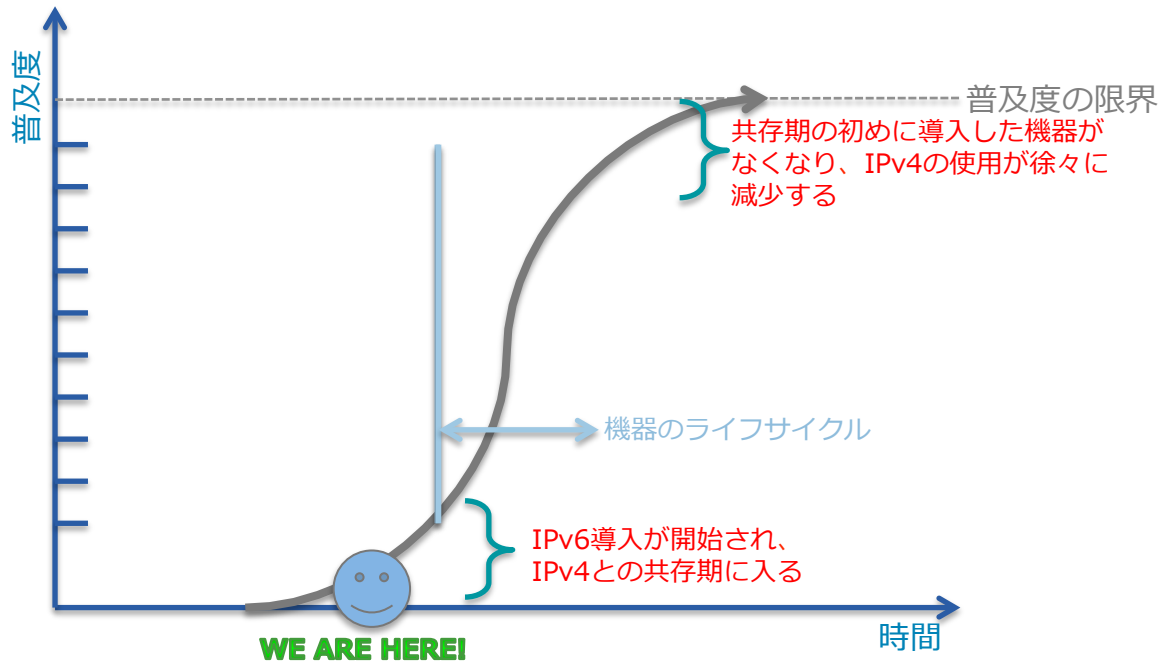 普及度
普及度の限界
共存期の初めに導入した機器が
なくなり、IPv4の使用が徐々に
減少する
機器のライフサイクル
IPv6導入が開始され、
IPv4との共存期に入る
時間
WE ARE HERE!